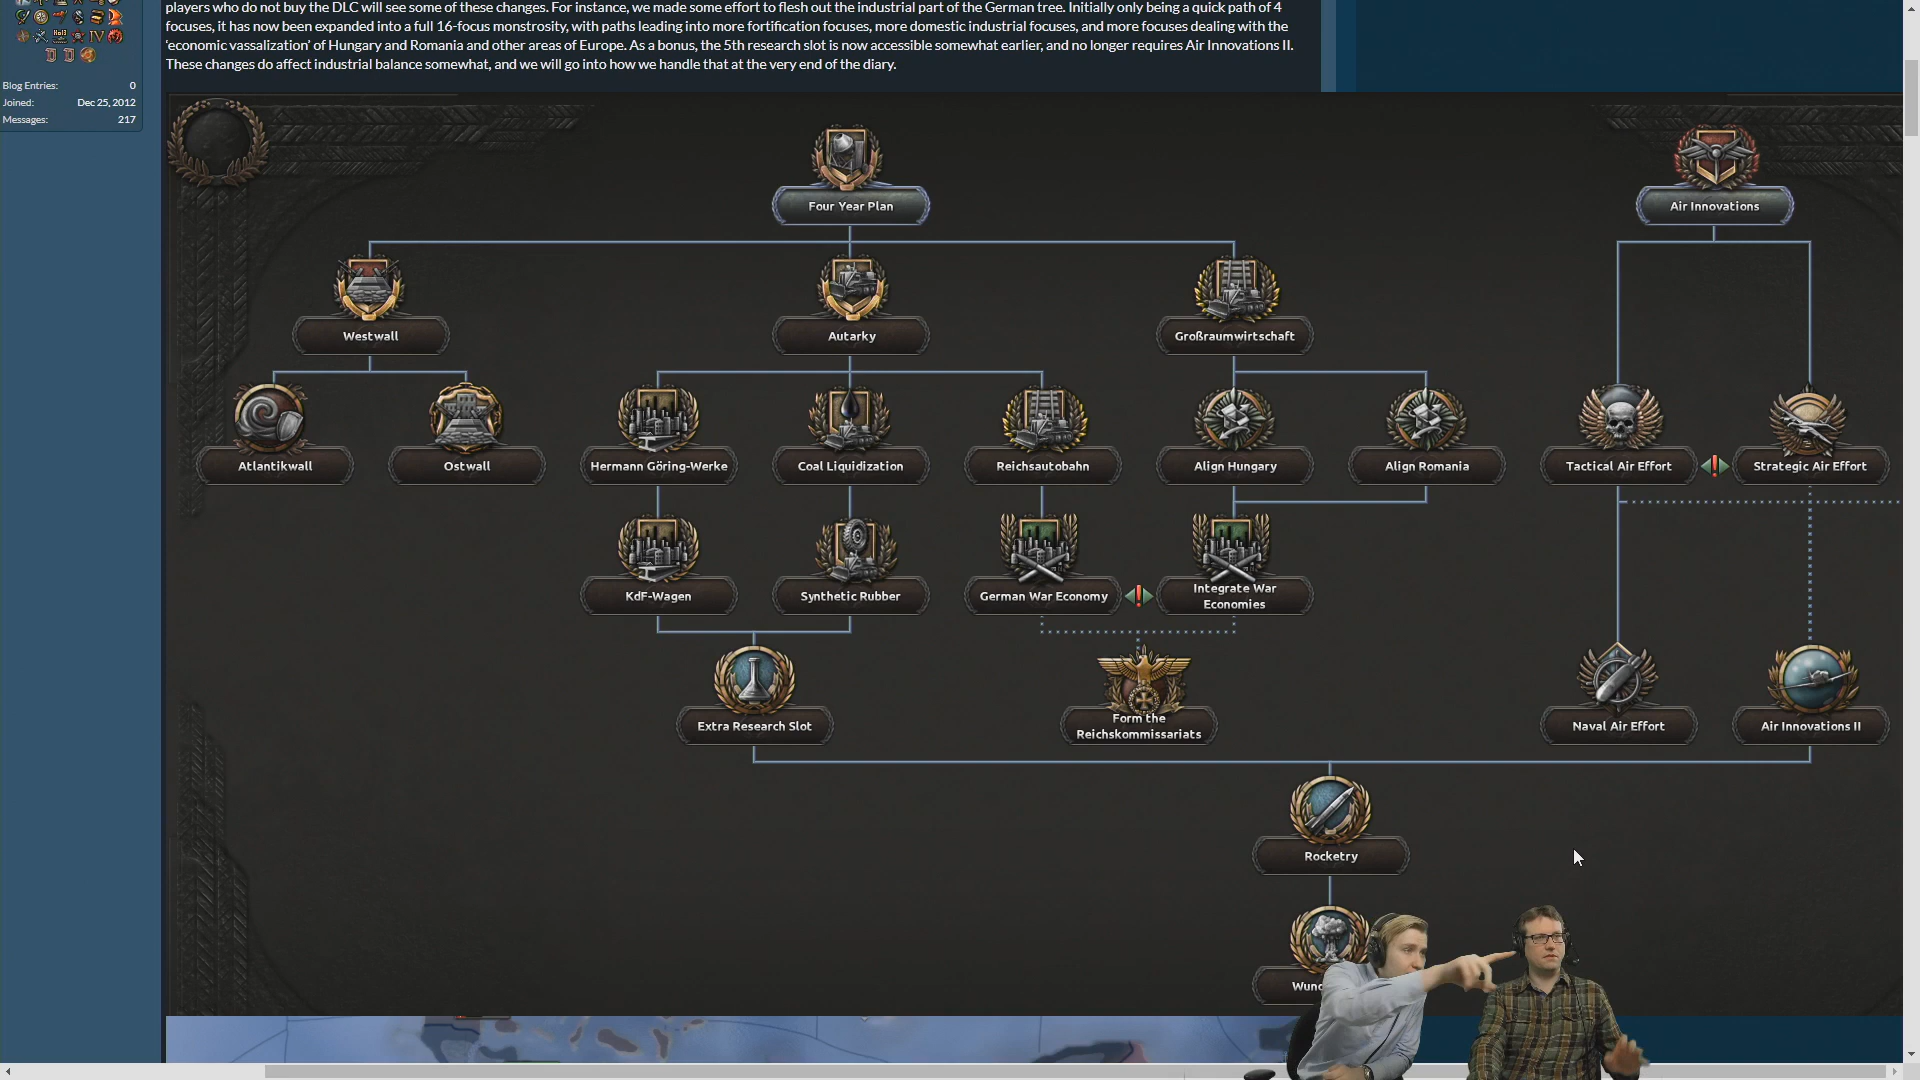 players who do not buy the DLC will see some of these changes. For instance, we made some effort to flesh out the industrial part of the German tree. Initially only being a quick path of 4
focuses, it has now been expanded into a full 16-focus monstrosity, with paths leading into more fortification focuses, more domestic industrial focuses, and more focuses dealing with the
'economic vassalization' of Hungary and Romania and other areas of Europe. As a bonus, the 5th research slot is now accessible somewhat earlier, and no longer requires Air Innovations II.
These changes do affect industrial balance somewhat, and we will go into how we handle that at the very end of the diary.
Blog Entries: 0
Joined: Dec 25, 2012
Messages: 217
Four Year Plan
Air Innovations
Westwall
Autarky
Großraumwirtschaft
Atlantikwall
Ostwall
Hermann Göring-Werke
Coal Liquidization
Reichsautobahn
Align Hungary
Align Romania
Tactical Air Effort
Strategic Air Effort
KdF-Wagen
Synthetic Rubber
German War Economy
Integrate War
Economies
Extra Research Slot
Form the
Reichskommissariats
Naval Air Effort
Air Innovations II
Rocketry